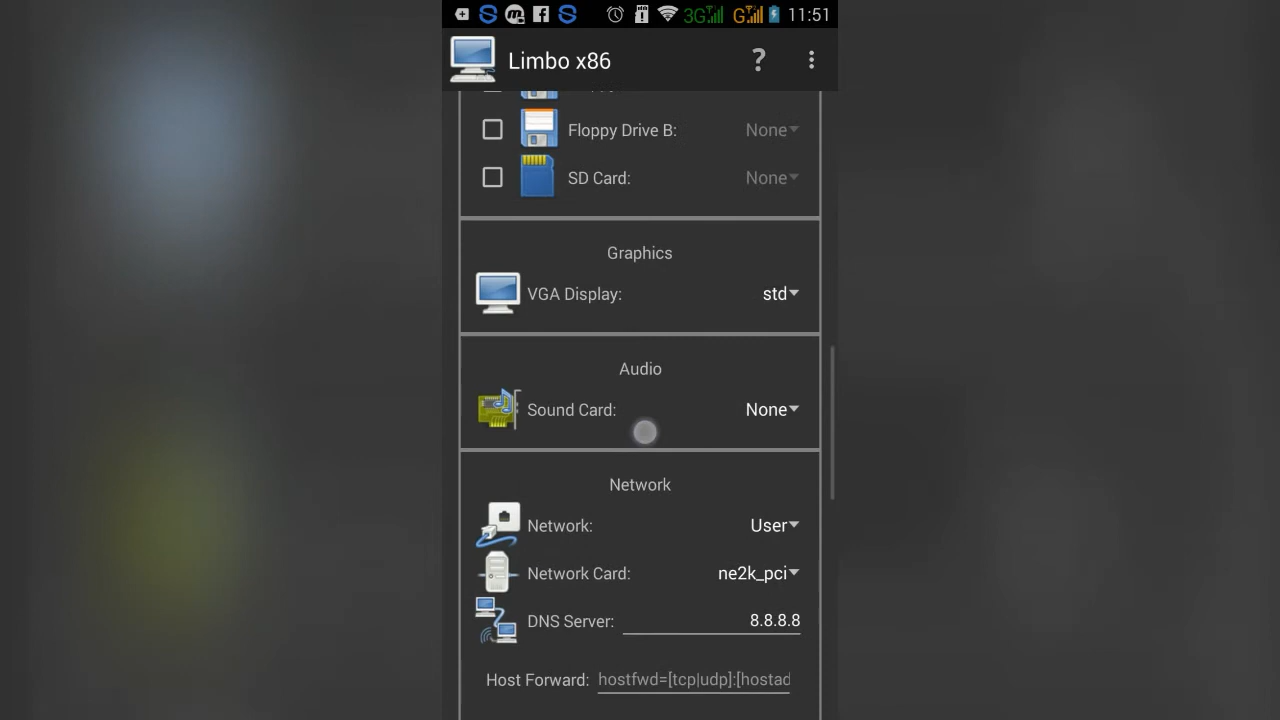 3G G 11:51
Limbo x86 ?
Floppy Drive B: None
SD Card: None
Graphics
VGA Display: std
Audio
Sound Card: None
Network
Network: User
Network Card: ne2k_pci
DNS Server: 8.8.8.8
Host Forward: hostfwd=[tcp|udp]:[hostad